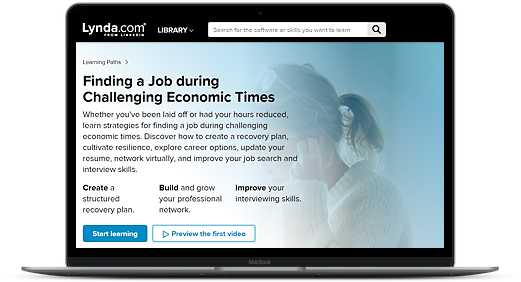 Lynda.com®
FROM LINKEDIN
LIBRARY
Search for the software or skills you want to learn
Learning Paths >
Finding a Job during
Challenging Economic Times
Whether you've been laid off or had your hours reduced,
learn strategies for finding a job during challenging
economic times. Discover how to create a recovery plan,
cultivate resilience, explore career options, update your
resume, network virtually, and improve your job search and
interview skills.
Create a
structured
recovery plan.
Build and grow
your professional
network.
Improve your
interviewing skills.
Start learning
Preview the first video
MacBook